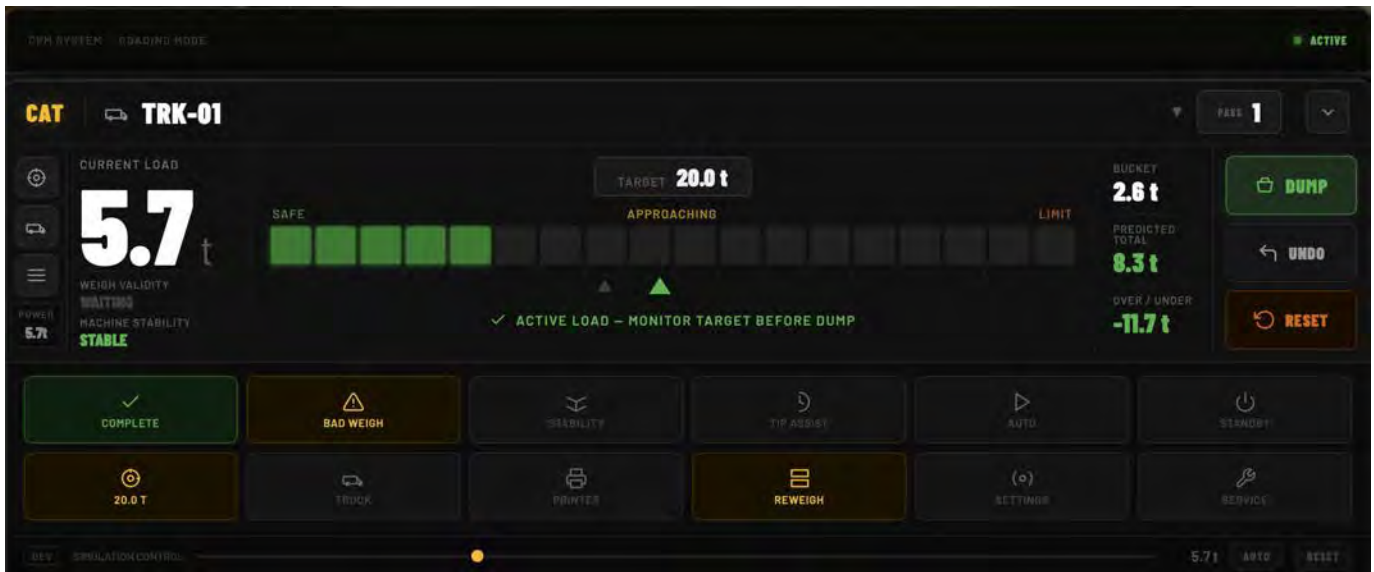 CVM SYSTEM LOADING MODE
ACTIVE
CAT TRK-01
PASS 1
CURRENT LOAD
5.7 t
WEIGH VALIDITY
WAITING
MACHINE STABILITY
STABLE
POWER
5.7t
TARGET 20.0 t
SAFE APPROACHING LIMIT
✓ ACTIVE LOAD — MONITOR TARGET BEFORE DUMP
BUCKET
2.6 t
PREDICTED
TOTAL
8.3 t
OVER / UNDER
-11.7 t
DUMP
UNDO
RESET
COMPLETE BAD WEIGH STABILITY TIP ASSIST AUTO STANDBY
20.0 T TRUCK PRINTER REWEIGH SETTINGS SERVICE
DEV SIMULATION CONTROL 5.7t AUTO RESET